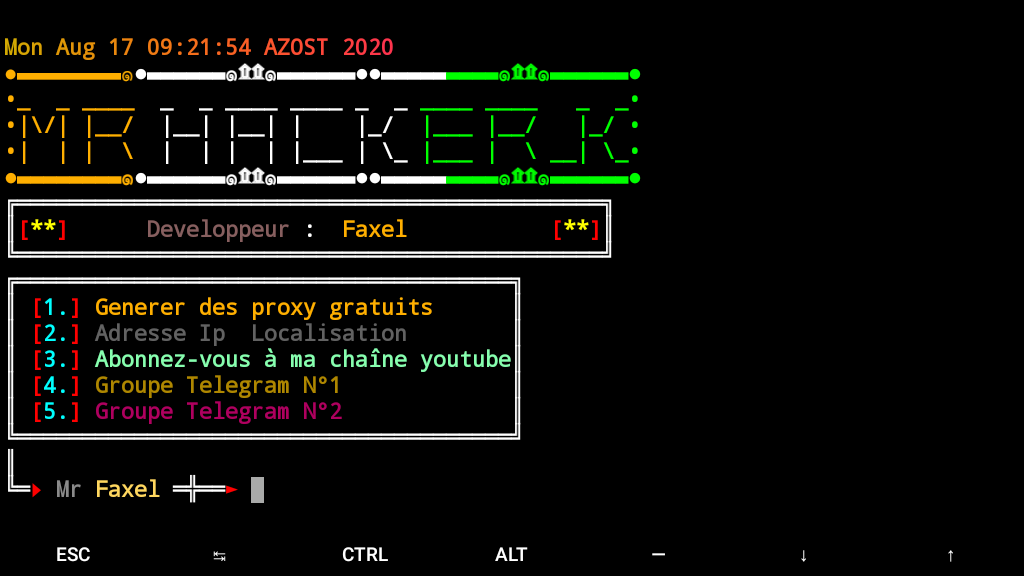 Mon Aug 17 09:21:54 AZOST 2020
MR HACKER_K
[**] Developpeur : Faxel [**]
[1.] Generer des proxy gratuits
[2.] Adresse Ip Localisation
[3.] Abonnez-vous à ma chaîne youtube
[4.] Groupe Telegram N°1
[5.] Groupe Telegram N°2
Mr Faxel
ESC ↹ CTRL ALT — ↓ ↑